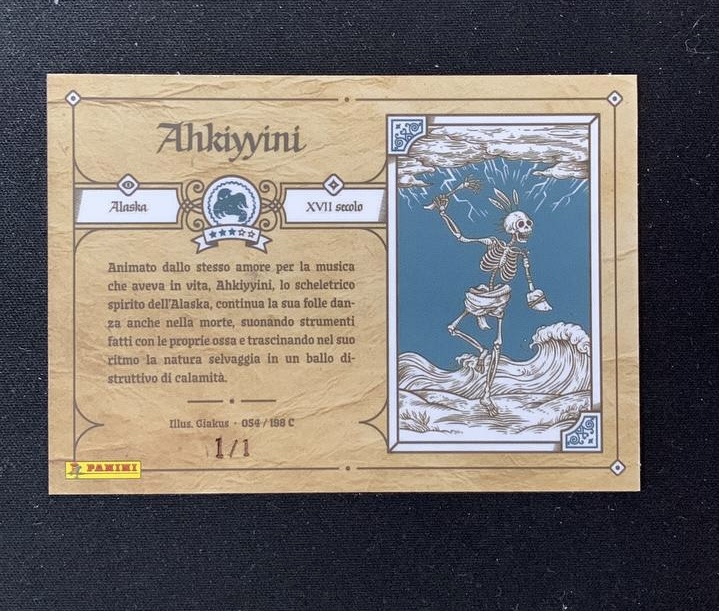 Ahkiyyini
Alaska
XVII secolo
Animato dallo stesso amore per la musica
che aveva in vita, Ahkiyyini, lo scheletrico
spirito dell'Alaska, continua la sua folle dan-
za anche nella morte, suonando strumenti
fatti con le proprie ossa e trascinando nel suo
ritmo la natura selvaggia in un ballo di-
struttivo di calamità.
Illus. Giakus · 054 / 198 C
1/1
PANINI